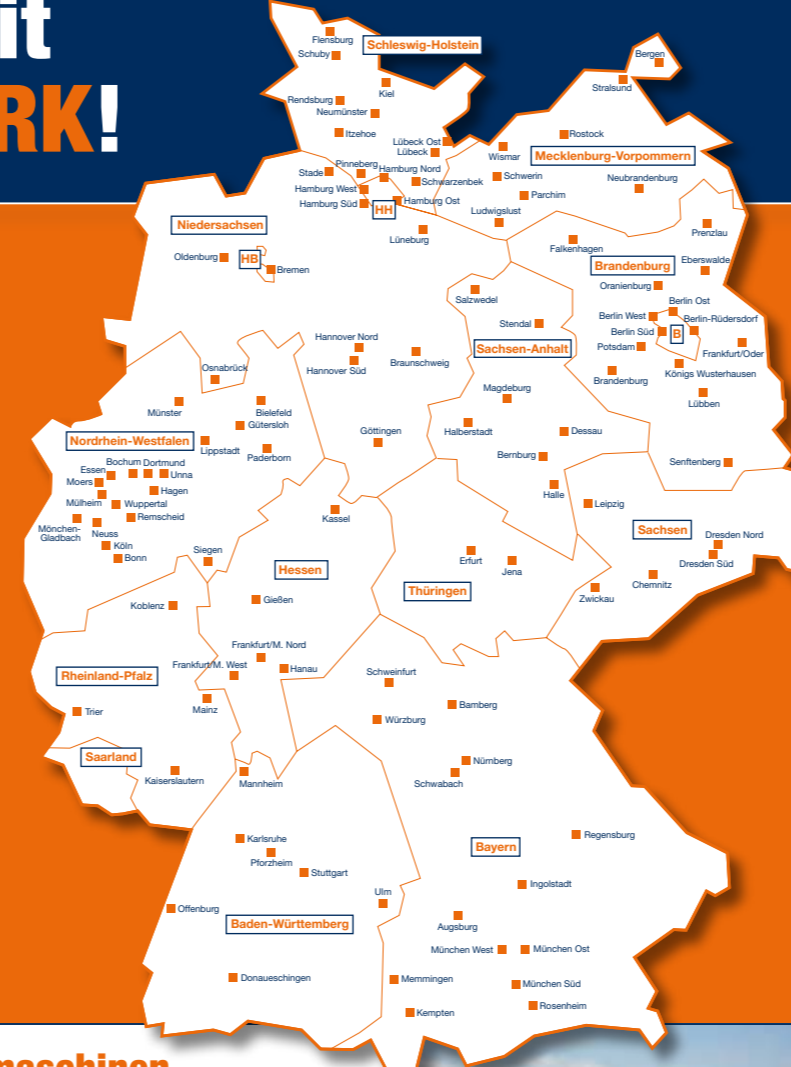 it
RK!
Flensburg
Schleswig-Holstein
Schuby
Bergen
Stralsund
Kiel
Rendsburg
Neumünster
Itzehoe
Rostock
Lübeck Ost
Lübeck
Wismar
Mecklenburg-Vorpommern
Pinneberg
Hamburg Nord
Stade
Schwarzenbek
Schwerin
Neubrandenburg
Hamburg West
Parchim
Hamburg Süd
HH
Hamburg Ost
Ludwigslust
Niedersachsen
Lüneburg
Prenzlau
Falkenhagen
Oldenburg
HB
Bremen
Brandenburg
Eberswalde
Oranienburg
Salzwedel
Berlin Ost
Berlin West
Berlin-Rüdersdorf
Stendal
Berlin Süd
B
Hannover Nord
Potsdam
Sachsen-Anhalt
Frankfurt/Oder
Hannover Süd
Braunschweig
Osnabrück
Königs Wusterhausen
Brandenburg
Magdeburg
Lübben
Münster
Bielefeld
Gütersloh
Göttingen
Halberstadt
Dessau
Nordrhein-Westfalen
Lippstadt
Paderborn
Bernburg
Senftenberg
Bochum
Dortmund
Essen
Unna
Moers
Hagen
Halle
Mülheim
Wuppertal
Leipzig
Remscheid
Kassel
Mönchen-
Gladbach
Neuss
Sachsen
Dresden Nord
Köln
Siegen
Bonn
Erfurt
Jena
Dresden Süd
Hessen
Chemnitz
Thüringen
Zwickau
Koblenz
Gießen
Frankfurt/M. Nord
Frankfurt/M. West
Hanau
Schweinfurt
Rheinland-Pfalz
Mainz
Bamberg
Trier
Würzburg
Saarland
Nürnberg
Kaiserslautern
Mannheim
Schwabach
Karlsruhe
Regensburg
Bayern
Pforzheim
Stuttgart
Ingolstadt
Ulm
Offenburg
Baden-Württemberg
Augsburg
München West
München Ost
Donaueschingen
Memmingen
München Süd
Kempten
Rosenheim